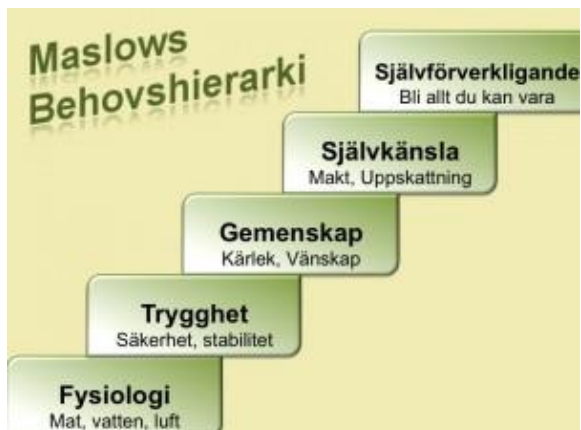 Maslows
Behovshierarki
Självförverkligande
Bli allt du kan vara
Självkänsla
Makt, Uppskattning
Gemenskap
Kärlek, Vänskap
Trygghet
Säkerhet, stabilitet
Fysiologi
Mat, vatten, luft